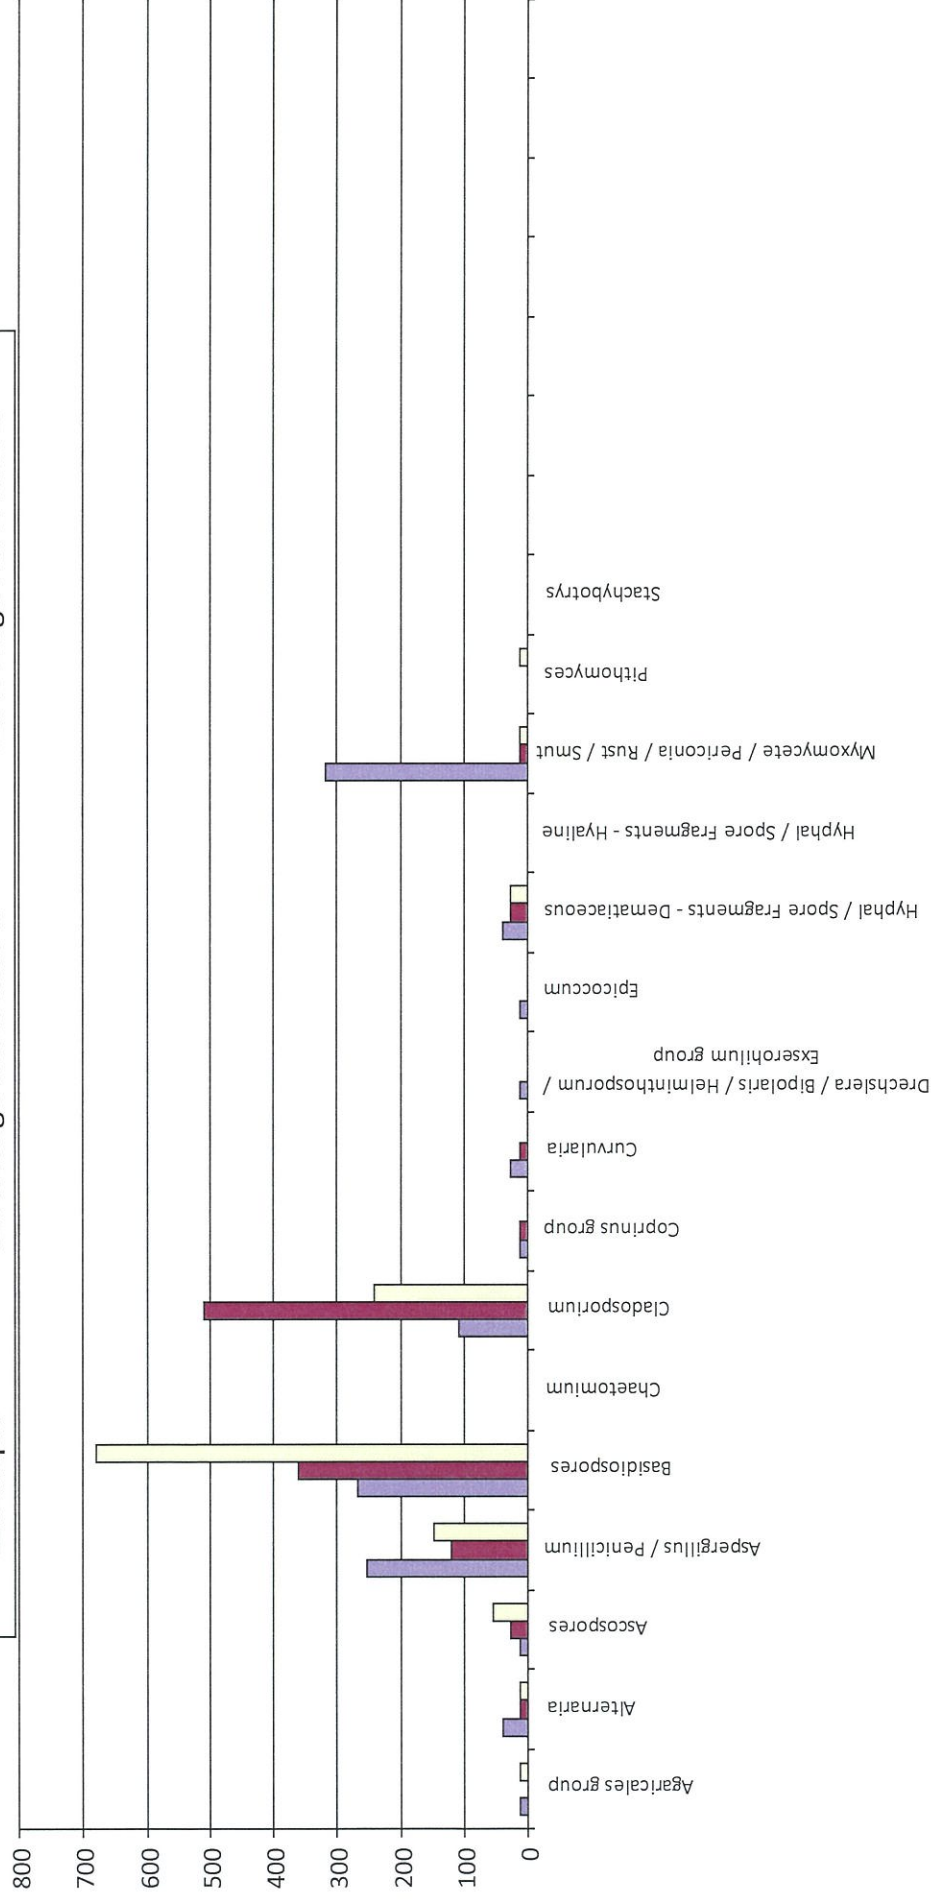 800
700
600
500
400
300
200
100
0
Agaricales group
Alternaria
Ascospores
Aspergillus / Penicillium
Basidiospores
Chaetomium
Cladosporium
Coprinus group
Curvularia
Drechslera / Bipolaris / Helminthosporum /
Exserohilum group
Epicoccum
Hyphal / Spore Fragments - Dematiaceous
Hyphal / Spore Fragments - Hyaline
Myxomycete / Periconia / Rust / Smut
Pithomyces
Stachybotrys